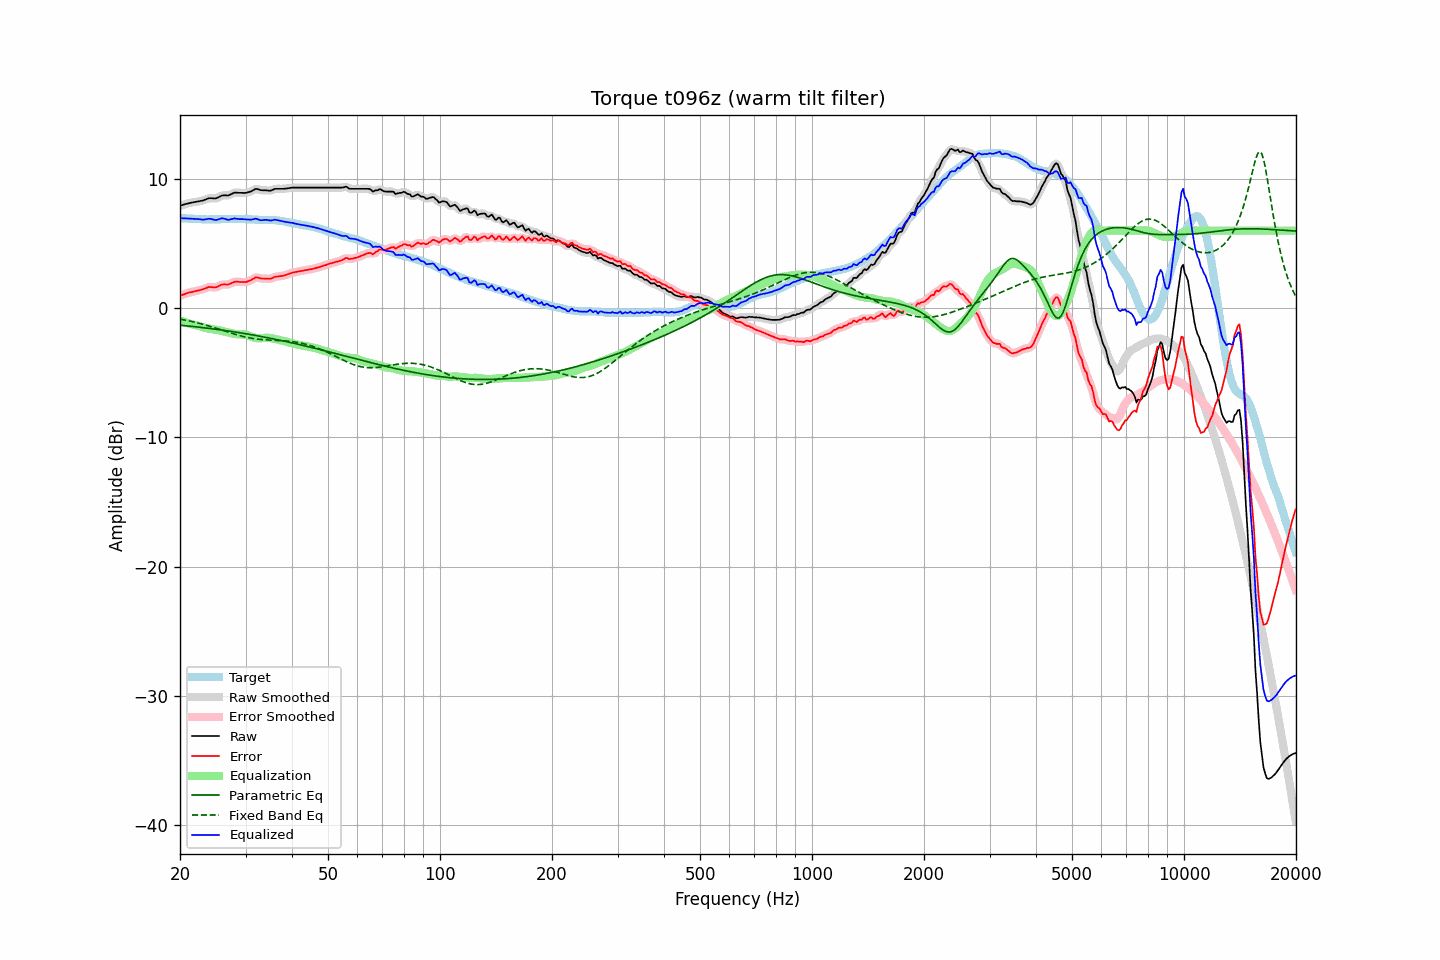 Torque t096z (warm tilt filter)
Amplitude (dBr)
10
0
−10
−20
−30
−40
Target
Raw Smoothed
Error Smoothed
Raw
Error
Equalization
Parametric Eq
Fixed Band Eq
Equalized
20 50 100 200 500 1000 2000 5000 10000 20000
Frequency (Hz)